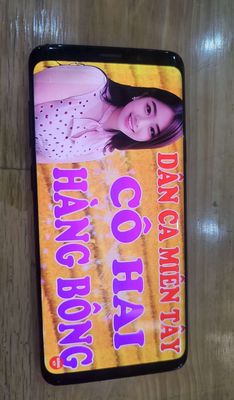 DÂN CA MIỀN TÂY
CÔ HAI
HÀNG BÔNG